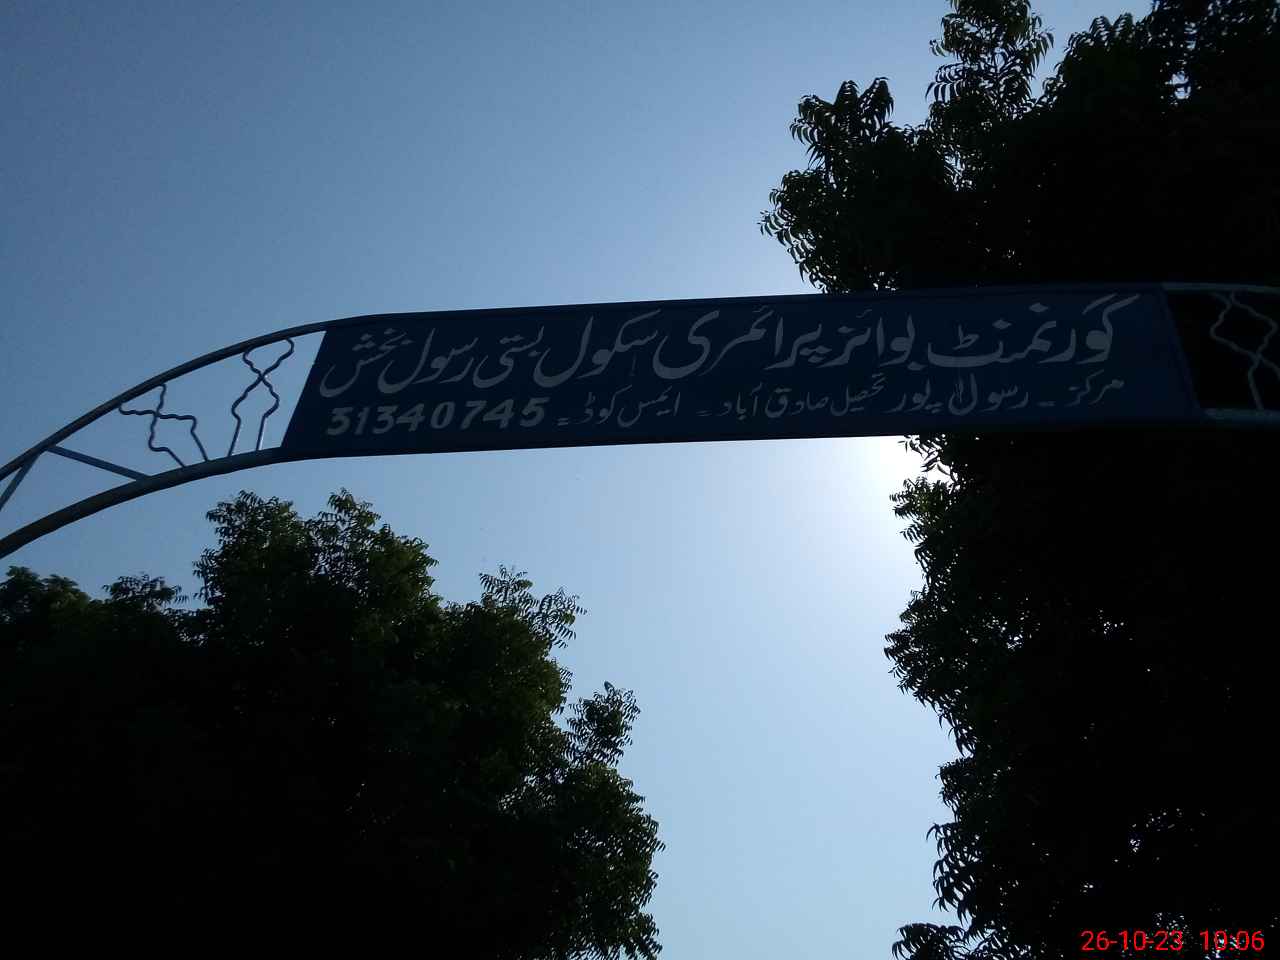 گورنمنٹ بوائز پرائمری سکول بستی رسول بخش
مرکز ۔ رسول پور تحصیل صادق آباد ۔ ایمس کوڈ = 31340745
26-10-23 10:06